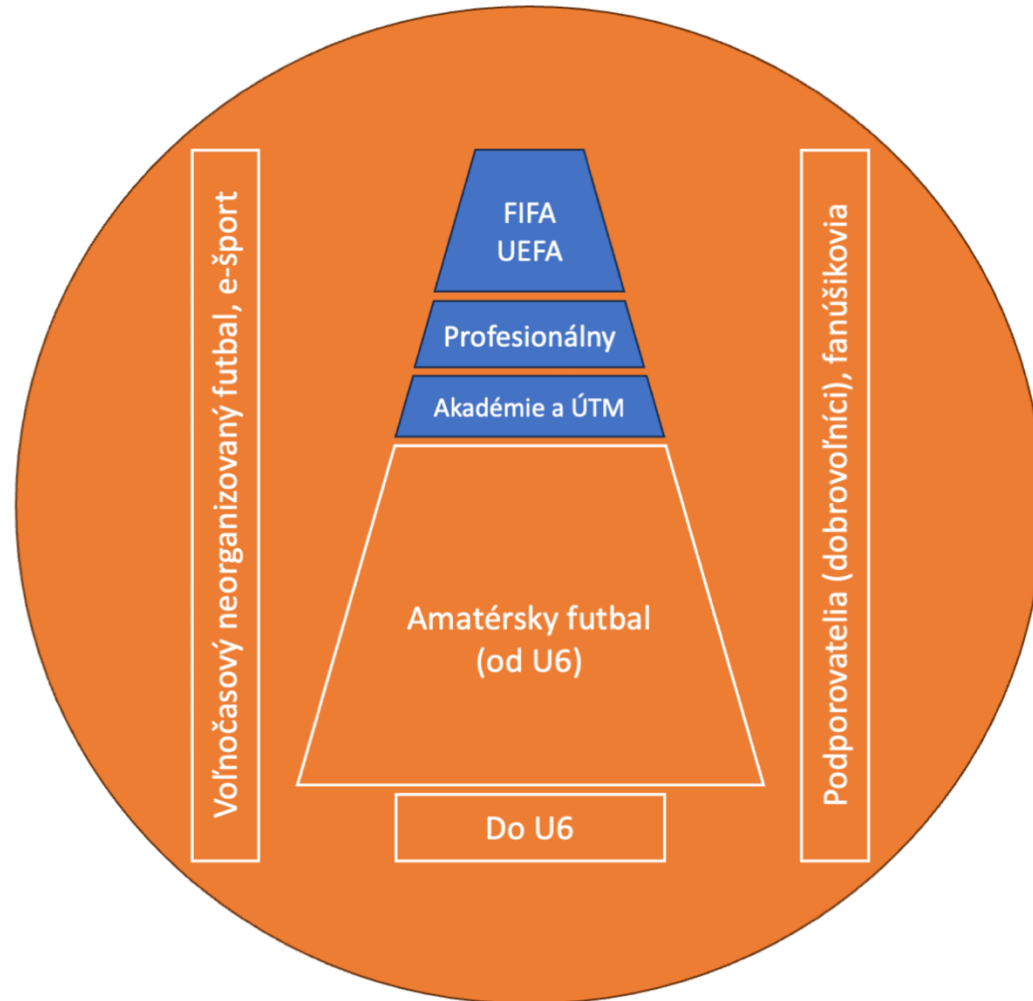 Voľnočasový neorganizovaný futbal, e-šport
FIFA
UEFA
Profesionálny
Akadémie a ÚTM
Amatérsky futbal
(od U6)
Do U6
Podporovatelia (dobrovoľníci), fanúšikovia